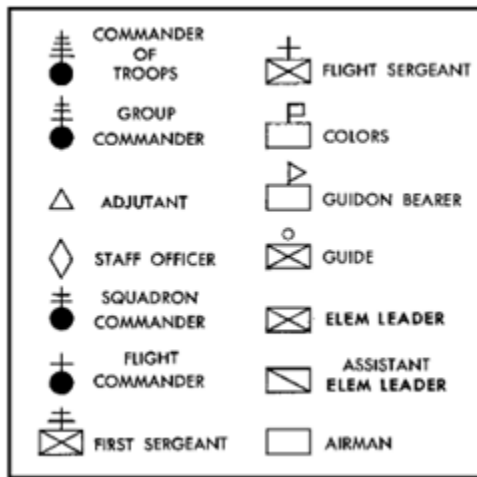 COMMANDER
OF
TROOPS
GROUP
COMMANDER
ADJUTANT
STAFF OFFICER
SQUADRON
COMMANDER
FLIGHT
COMMANDER
FIRST SERGEANT
FLIGHT SERGEANT
COLORS
GUIDON BEARER
GUIDE
ELEM LEADER
ASSISTANT
ELEM LEADER
AIRMAN